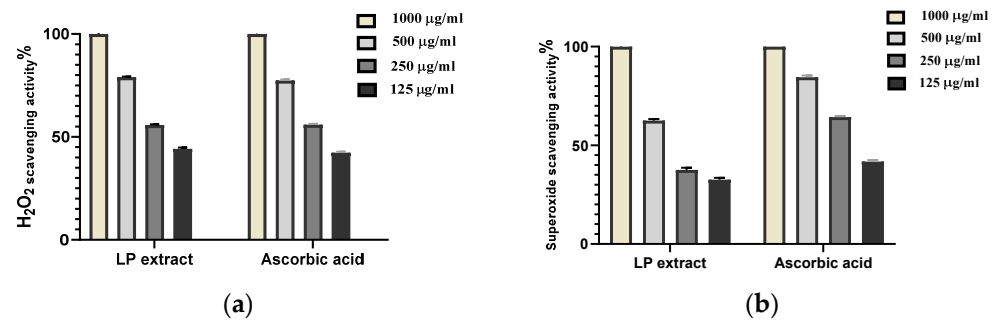 1000 µg/ml
500 µg/ml
250 µg/ml
125 µg/ml
H₂O₂ scavenging activity%
100
50
0
LP extract
Ascorbic acid
(a)
1000 µg/ml
500 µg/ml
250 µg/ml
125 µg/ml
Superoxide scavenging activity%
100
50
0
LP extract
Ascorbic acid
(b)